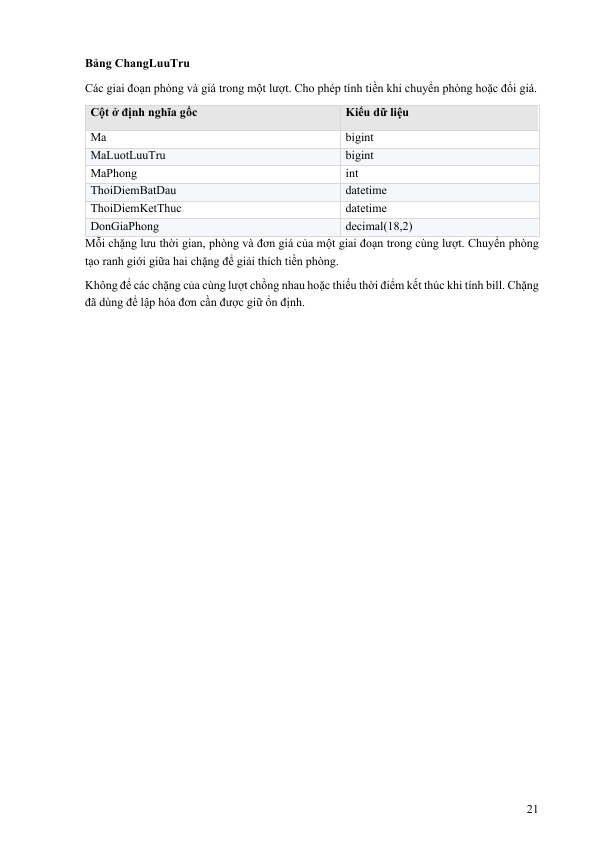 Bảng ChangLuuTru
Các giai đoạn phòng và giá trong một lượt. Cho phép tính tiền khi chuyển phòng hoặc đổi giá.
Cột ở định nghĩa gốc Kiểu dữ liệu
Ma bigint
MaLuotLuuTru bigint
MaPhong int
ThoiDiemBatDau datetime
ThoiDiemKetThuc datetime
DonGiaPhong decimal(18,2)
Mỗi chặng lưu thời gian, phòng và đơn giá của một giai đoạn trong cùng lượt. Chuyển phòng
tạo ranh giới giữa hai chặng để giải thích tiền phòng.
Không để các chặng của cùng lượt chồng nhau hoặc thiếu thời điểm kết thúc khi tính bill. Chặng
đã dùng để lập hóa đơn cần được giữ ổn định.
21